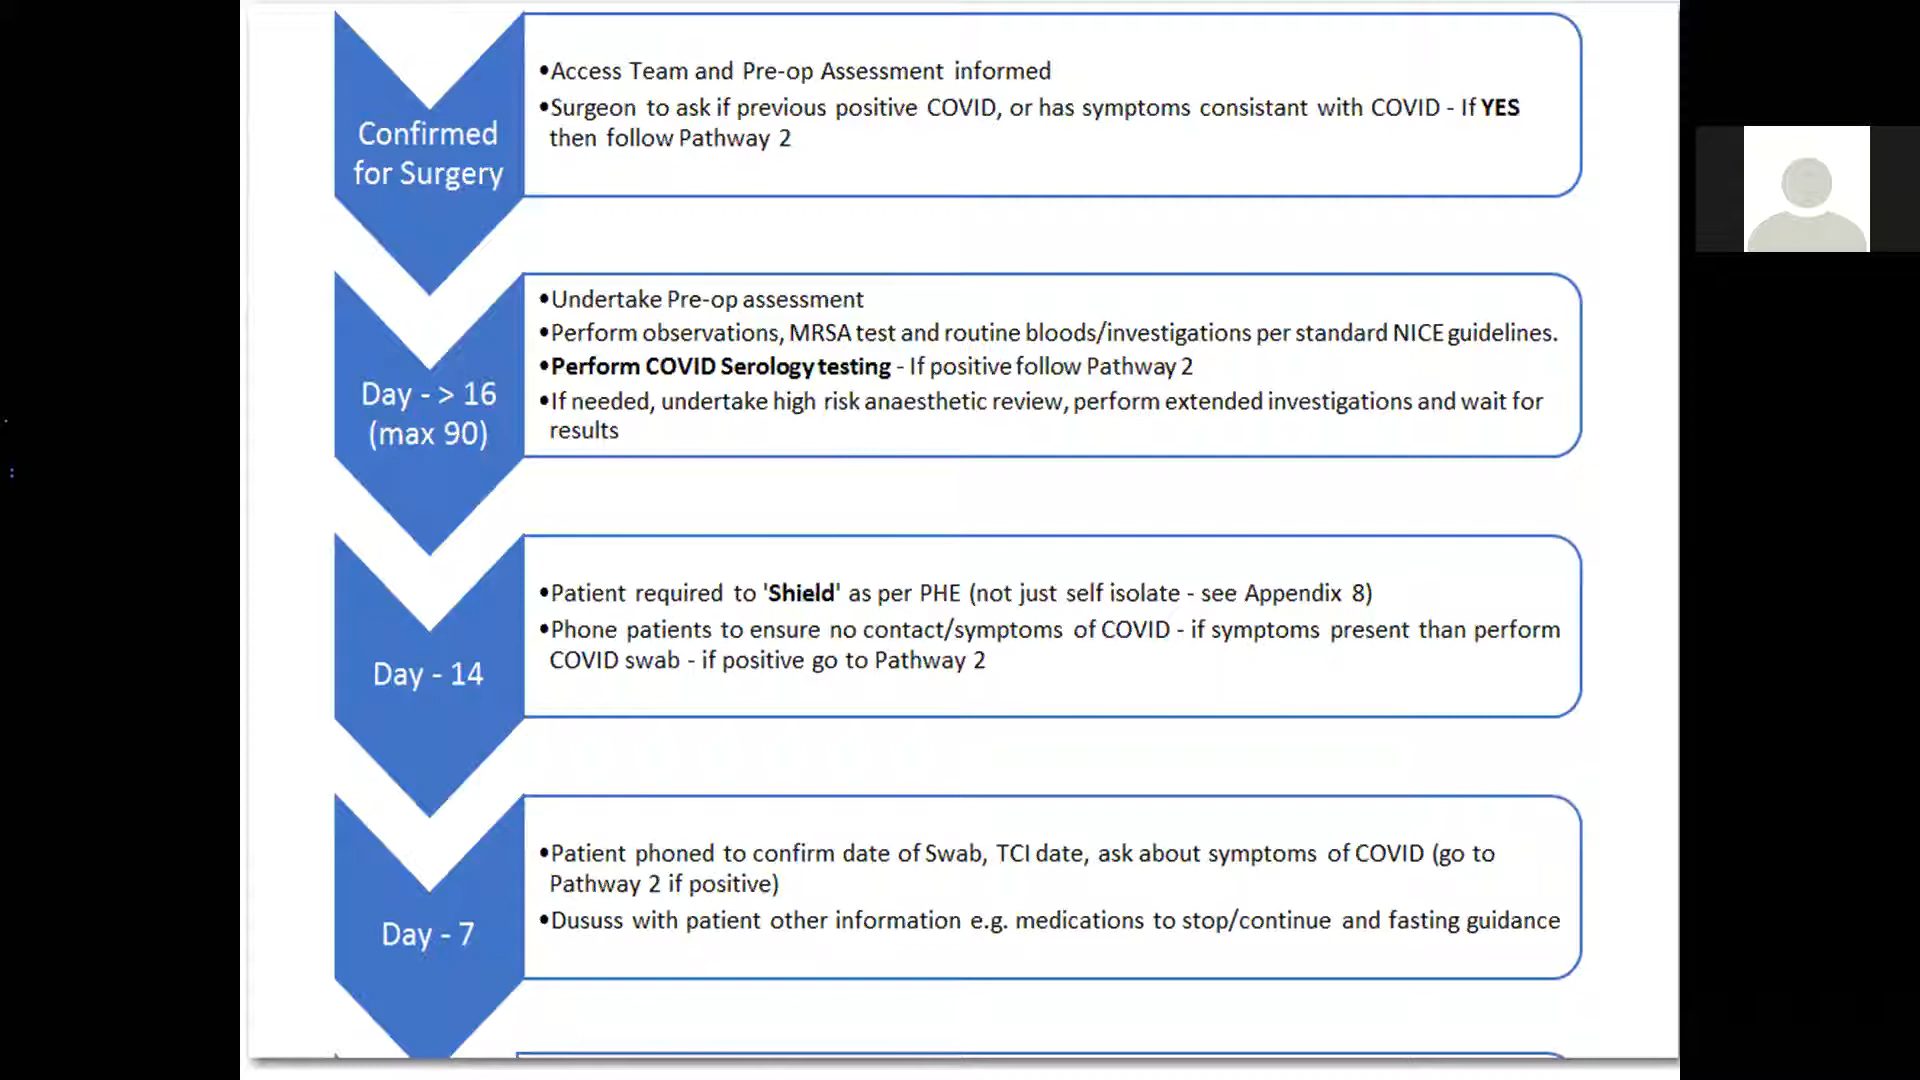 Confirmed
for Surgery
•Access Team and Pre-op Assessment informed
•Surgeon to ask if previous positive COVID, or has symptoms consistant with COVID - If YES
then follow Pathway 2
Day - > 16
(max 90)
•Undertake Pre-op assessment
•Perform observations, MRSA test and routine bloods/investigations per standard NICE guidelines.
•Perform COVID Serology testing - If positive follow Pathway 2
•If needed, undertake high risk anaesthetic review, perform extended investigations and wait for
results
Day - 14
•Patient required to 'Shield' as per PHE (not just self isolate - see Appendix 8)
•Phone patients to ensure no contact/symptoms of COVID - if symptoms present than perform
COVID swab - if positive go to Pathway 2
Day - 7
•Patient phoned to confirm date of Swab, TCI date, ask about symptoms of COVID (go to
Pathway 2 if positive)
•Dususs with patient other information e.g. medications to stop/continue and fasting guidance